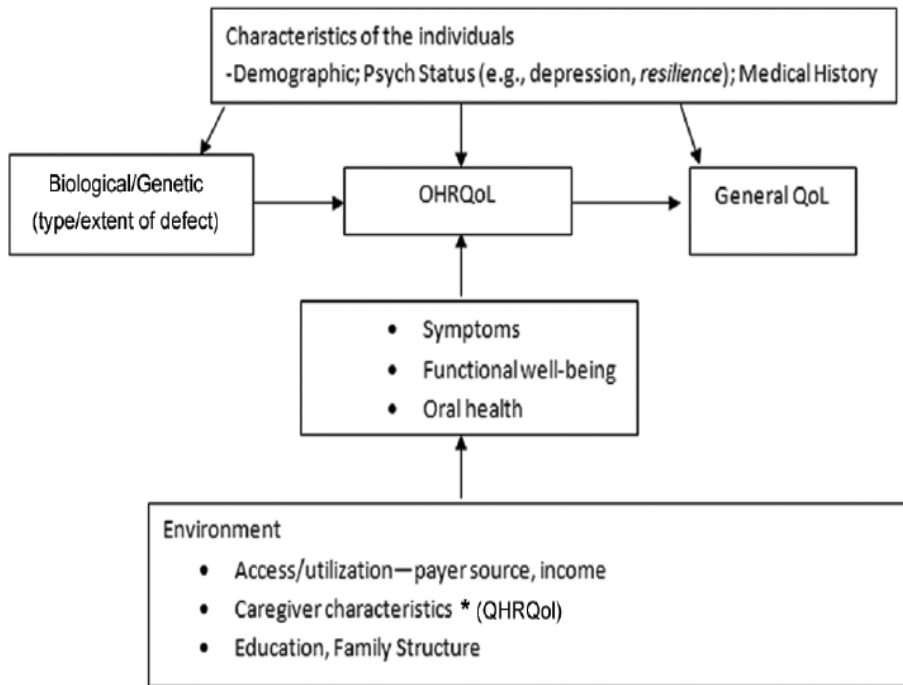 Characteristics of the individuals
-Demographic; Psych Status (e.g., depression, resilience); Medical History
Biological/Genetic
(type/extent of defect)
OHRQoL
General QoL
• Symptoms
• Functional well-being
• Oral health
Environment
• Access/utilization—payer source, income
• Caregiver characteristics * (QHRQol)
• Education, Family Structure